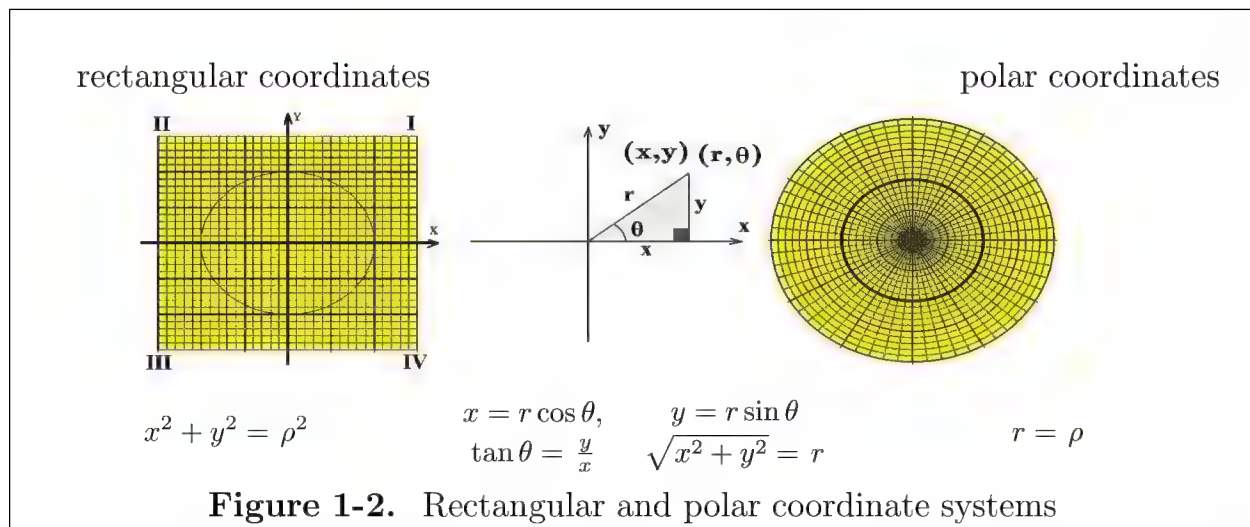 rectangular coordinates
polar coordinates
II
Y
I
X
III
IV
y
(x,y) (r,θ)
r
y
θ
x
x
x² + y² = ρ²
x = r cos θ, y = r sin θ
tan θ = y/x √(x² + y²) = r
r = ρ
Figure 1-2. Rectangular and polar coordinate systems